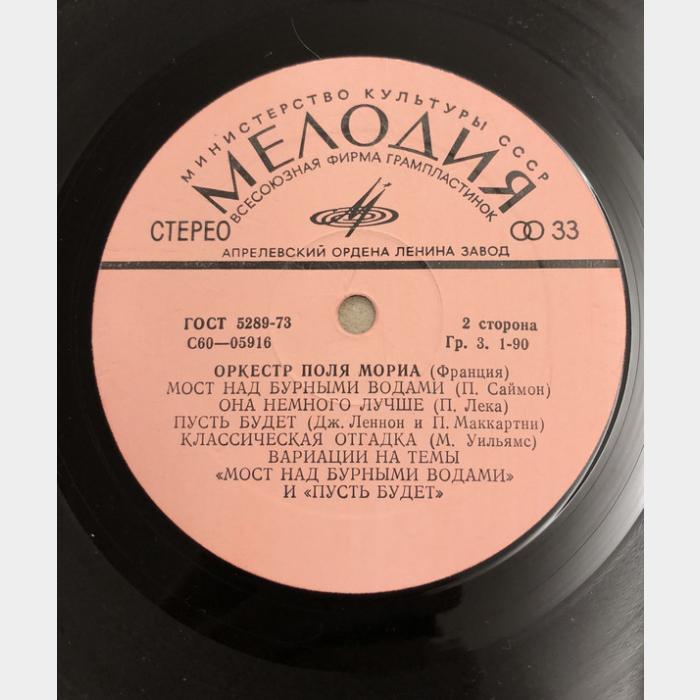 МИНИСТЕРСТВО КУЛЬТУРЫ СССР
МЕЛОДИЯ
ВСЕСОЮЗНАЯ ФИРМА ГРАМПЛАСТИНОК
СТЕРЕО
33
АПРЕЛЕВСКИЙ ОРДЕНА ЛЕНИНА ЗАВОД
ГОСТ 5289-73
2 сторона
С60—05916
Гр. 3. 1-90
ОРКЕСТР ПОЛЯ МОРИА (Франция)
МОСТ НАД БУРНЫМИ ВОДАМИ (П. Саймон)
ОНА НЕМНОГО ЛУЧШЕ (П. Лека)
ПУСТЬ БУДЕТ (Дж. Леннон и П. Маккартни)
КЛАССИЧЕСКАЯ ОТГАДКА (М. Уильямс)
ВАРИАЦИИ НА ТЕМЫ
«МОСТ НАД БУРНЫМИ ВОДАМИ»
И «ПУСТЬ БУДЕТ»